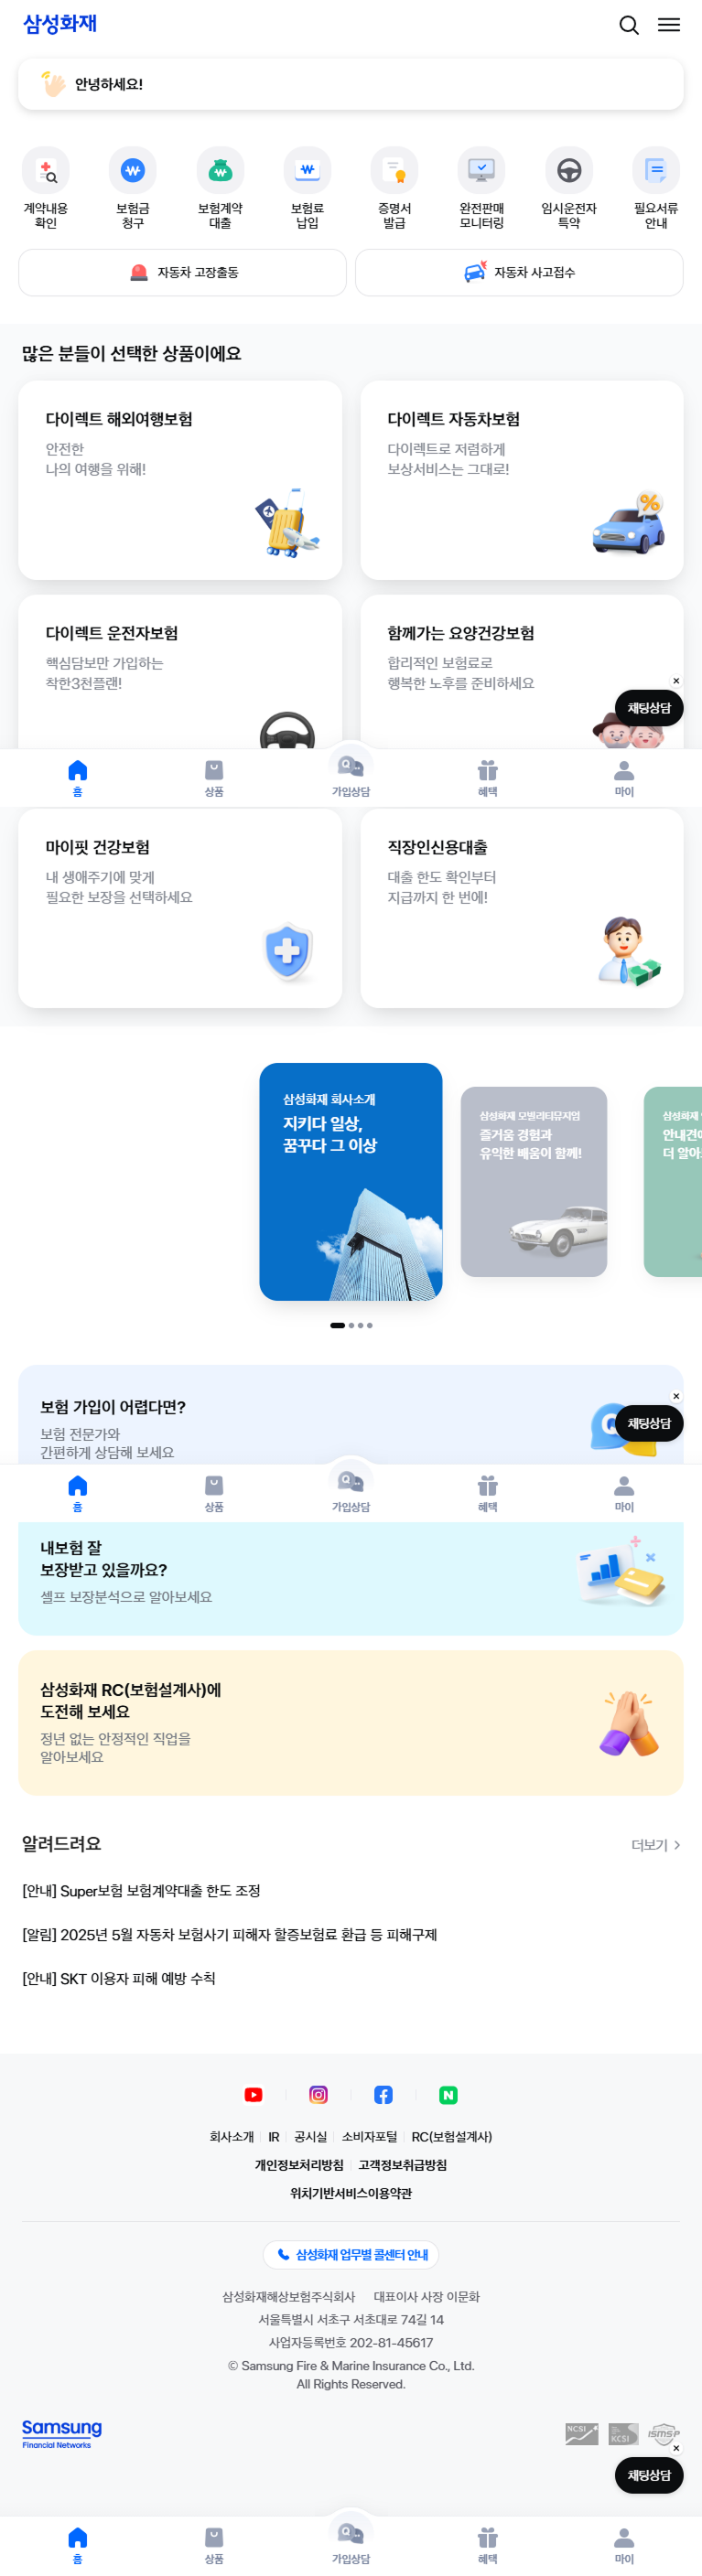 삼성화재
안녕하세요!
계약내용
확인
보험금
청구
보험계약
대출
보험료
납입
증명서
발급
완전판매
모니터링
임시운전자
특약
필요서류
안내
자동차 고장출동
자동차 사고접수
많은 분들이 선택한 상품이에요
다이렉트 해외여행보험
안전한
나의 여행을 위해!
다이렉트 자동차보험
다이렉트로 저렴하게
보상서비스는 그대로!
다이렉트 운전자보험
핵심담보만 가입하는
착한3천플랜!
함께가는 요양건강보험
합리적인 보험료로
행복한 노후를 준비하세요
채팅상담
홈
상품
가입상담
혜택
마이
마이핏 건강보험
내 생애주기에 맞게
필요한 보장을 선택하세요
직장인신용대출
대출 한도 확인부터
지급까지 한 번에!
삼성화재 회사소개
지키다 일상,
꿈꾸다 그 이상
삼성화재 모빌리티뮤지엄
즐거움 경험과
유익한 배움이 함께!
삼성화재
안내견어
더 알아
보험 가입이 어렵다면?
보험 전문가와
간편하게 상담해 보세요
채팅상담
홈
상품
가입상담
혜택
마이
내보험 잘
보장받고 있을까요?
셀프 보장분석으로 알아보세요
삼성화재 RC(보험설계사)에
도전해 보세요
정년 없는 안정적인 직업을
알아보세요
알려드려요
더보기
[안내] Super보험 보험계약대출 한도 조정
[알림] 2025년 5월 자동차 보험사기 피해자 할증보험료 환급 등 피해구제
[안내] SKT 이용자 피해 예방 수칙
회사소개
IR
공시실
소비자포털
RC(보험설계사)
개인정보처리방침
고객정보취급방침
위치기반서비스이용약관
삼성화재 업무별 콜센터 안내
삼성화재해상보험주식회사 대표이사 사장 이문화
서울특별시 서초구 서초대로 74길 14
사업자등록번호 202-81-45617
© Samsung Fire & Marine Insurance Co., Ltd.
All Rights Reserved.
Samsung
Financial Networks
NCSI
KCSI
ISMS-P
채팅상담
홈
상품
가입상담
혜택
마이